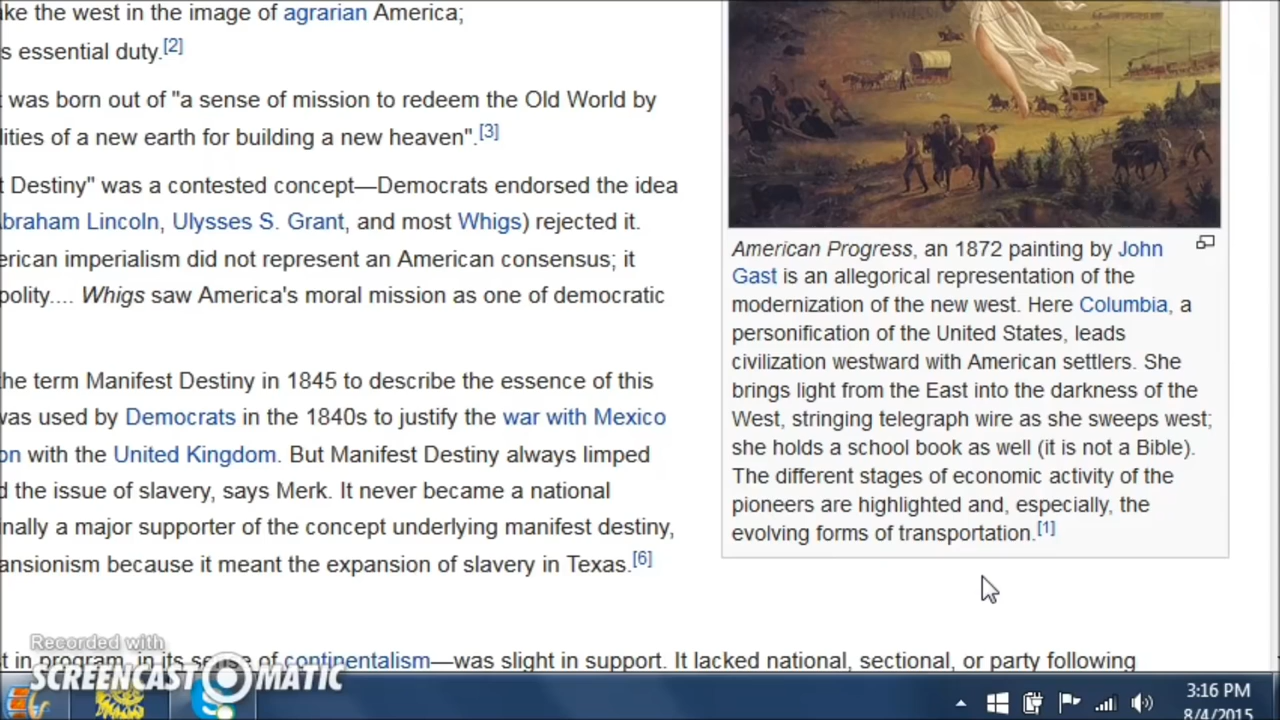 ke the west in the image of agrarian America;
s essential duty.[2]
was born out of "a sense of mission to redeem the Old World by
lities of a new earth for building a new heaven".[3]
t Destiny" was a contested concept—Democrats endorsed the idea
braham Lincoln, Ulysses S. Grant, and most Whigs) rejected it.
erican imperialism did not represent an American consensus; it
polity.... Whigs saw America's moral mission as one of democratic
he term Manifest Destiny in 1845 to describe the essence of this
was used by Democrats in the 1840s to justify the war with Mexico
on with the United Kingdom. But Manifest Destiny always limped
d the issue of slavery, says Merk. It never became a national
inally a major supporter of the concept underlying manifest destiny,
ansionism because it meant the expansion of slavery in Texas.[6]
t in program, in its sense of continentalism—was slight in support. It lacked national, sectional, or party following
American Progress, an 1872 painting by John
Gast is an allegorical representation of the
modernization of the new west. Here Columbia, a
personification of the United States, leads
civilization westward with American settlers. She
brings light from the East into the darkness of the
West, stringing telegraph wire as she sweeps west;
she holds a school book as well (it is not a Bible).
The different stages of economic activity of the
pioneers are highlighted and, especially, the
evolving forms of transportation.[1]
Recorded with
SCREENCAST-O-MATIC
3:16 PM
8/4/2015